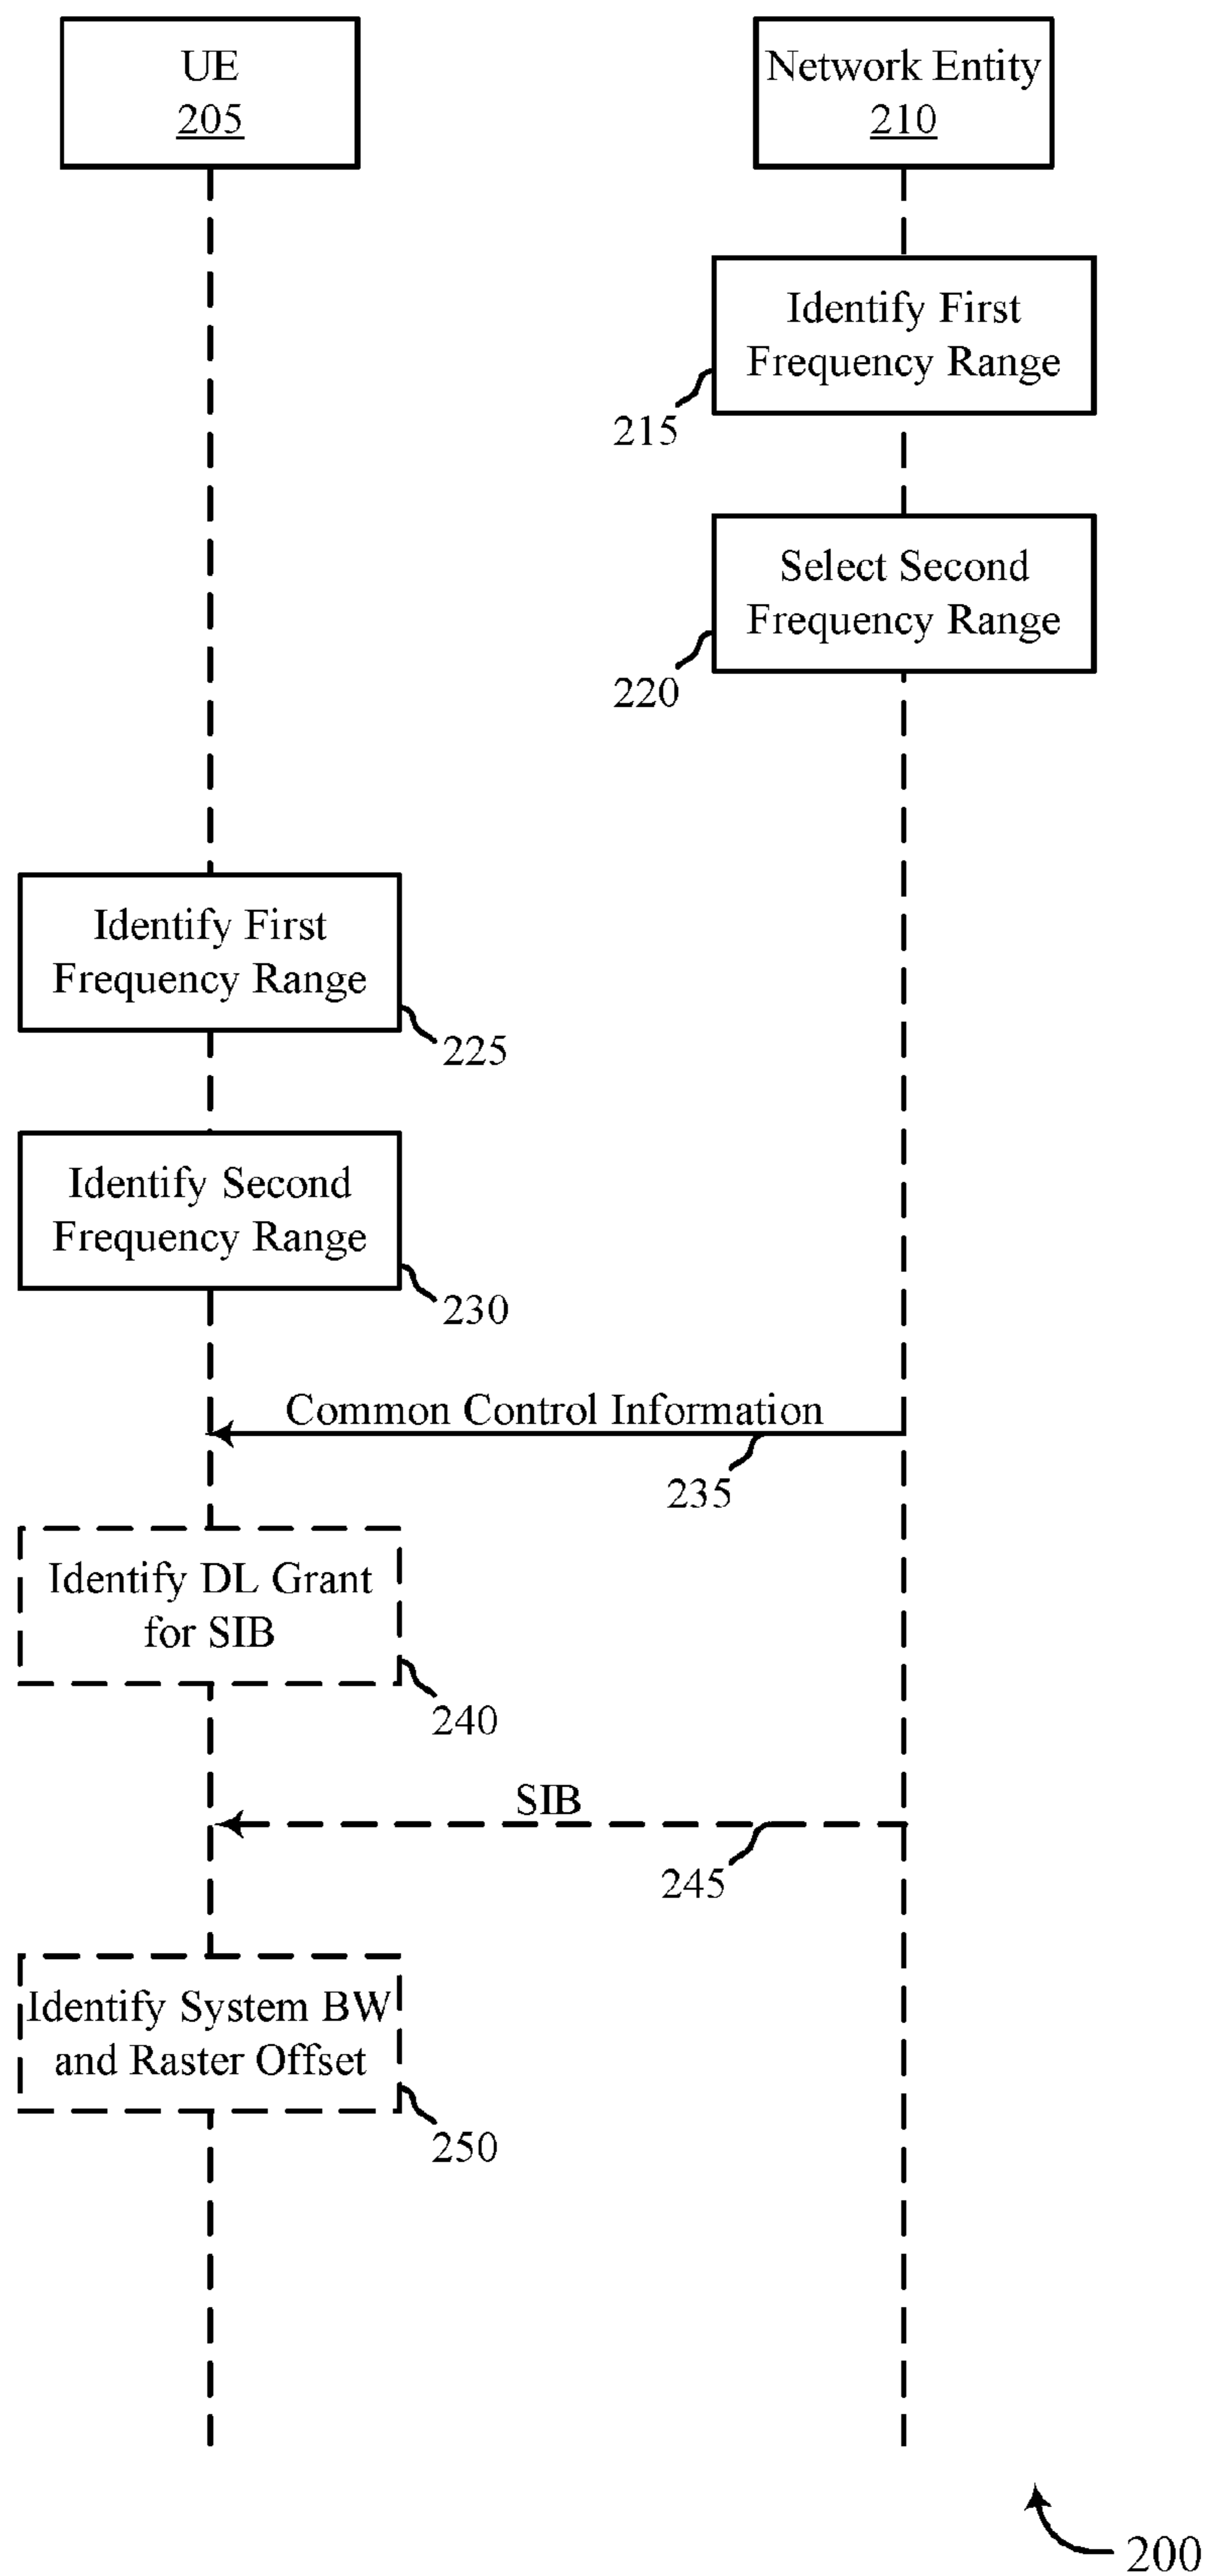 UE
205
Network Entity
210
Identify First
Frequency Range
215
Select Second
Frequency Range
220
Identify First
Frequency Range
225
Identify Second
Frequency Range
230
Common Control Information
235
Identify DL Grant
for SIB
240
SIB
245
Identify System BW
and Raster Offset
250
200